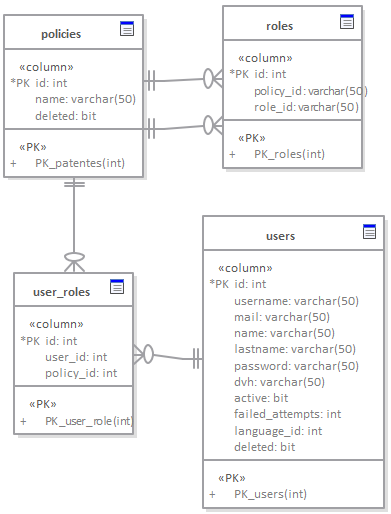 policies
«column»
*PK id: int
name: varchar(50)
deleted: bit
«PK»
+ PK_patentes(int)
roles
«column»
*PK id: int
policy_id: varchar(50)
role_id: varchar(50)
«PK»
+ PK_roles(int)
user_roles
«column»
*PK id: int
user_id: int
policy_id: int
«PK»
+ PK_user_role(int)
users
«column»
*PK id: int
username: varchar(50)
mail: varchar(50)
name: varchar(50)
lastname: varchar(50)
password: varchar(50)
dvh: varchar(50)
active: bit
failed_attempts: int
language_id: int
deleted: bit
«PK»
+ PK_users(int)